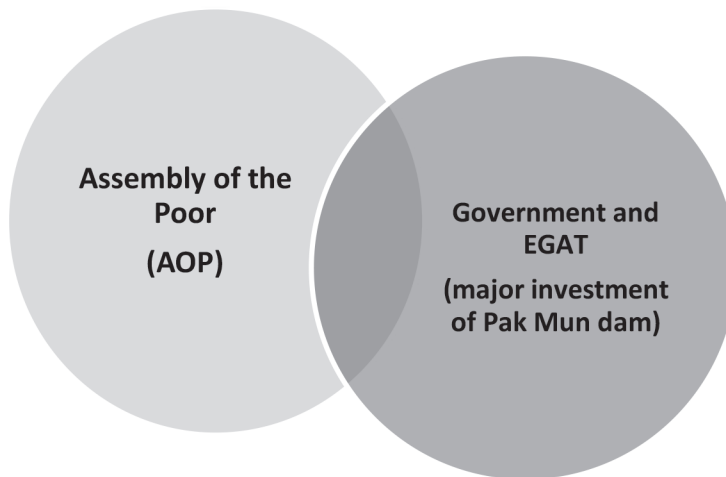 Assembly of the
Poor
(AOP)
Government and
EGAT
(major investment
of Pak Mun dam)